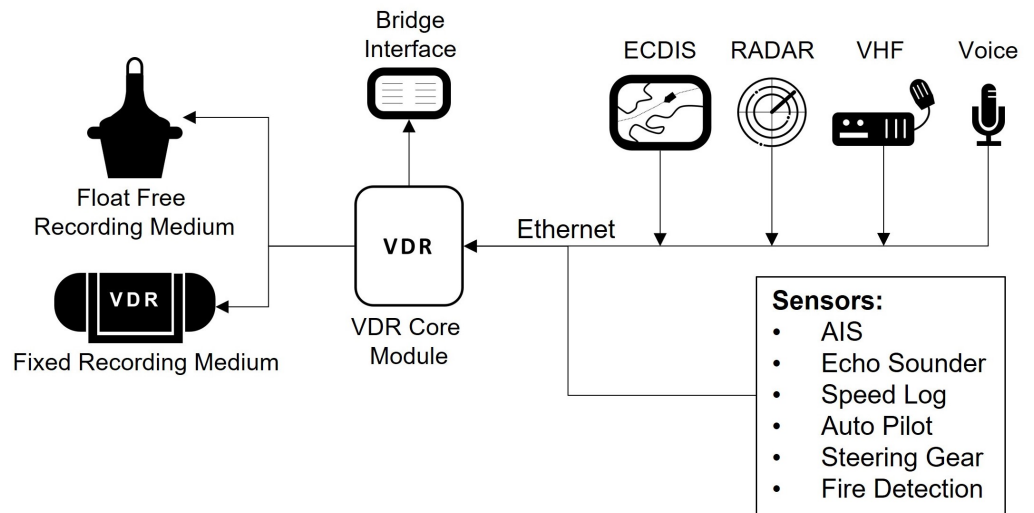 Bridge
Interface
ECDIS
RADAR
VHF
Voice
Float Free
Recording Medium
VDR
Ethernet
VDR
Fixed Recording Medium
VDR Core
Module
Sensors:
• AIS
• Echo Sounder
• Speed Log
• Auto Pilot
• Steering Gear
• Fire Detection